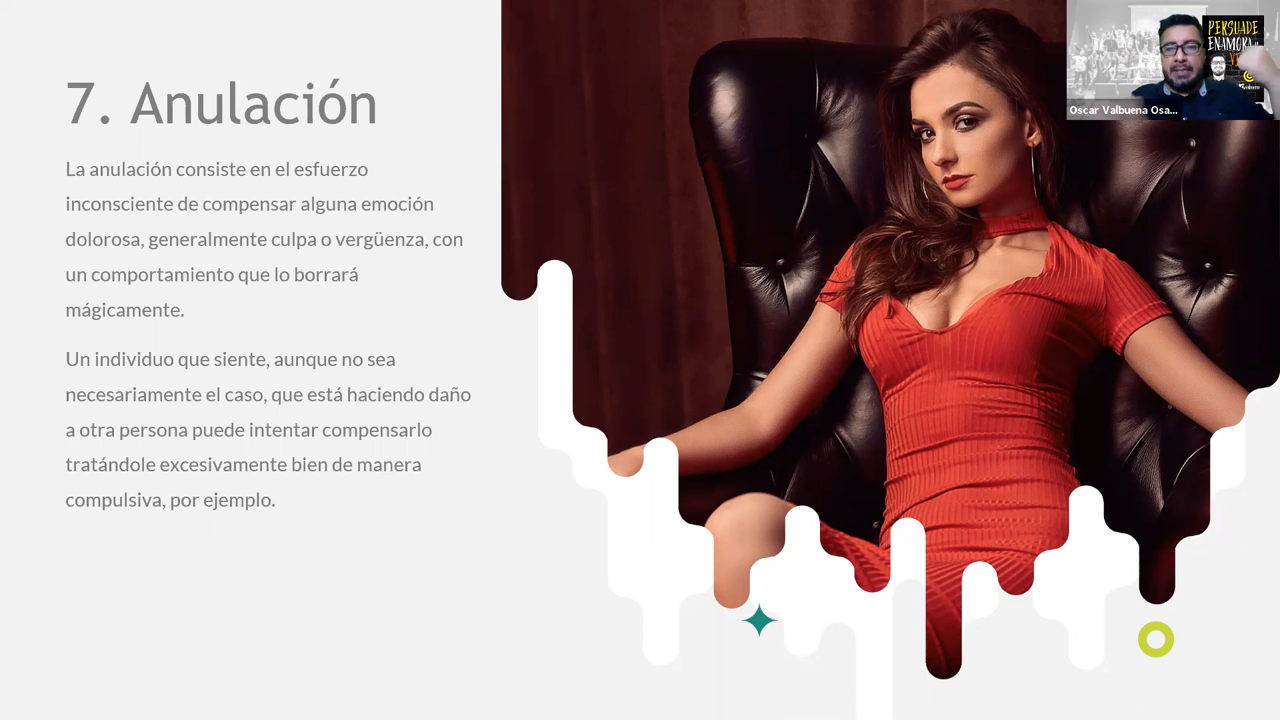 7. Anulación
La anulación consiste en el esfuerzo
inconsciente de compensar alguna emoción
dolorosa, generalmente culpa o vergüenza, con
un comportamiento que lo borrará
mágicamente.
Un individuo que siente, aunque no sea
necesariamente el caso, que está haciendo daño
a otra persona puede intentar compensarlo
tratándole excesivamente bien de manera
compulsiva, por ejemplo.
PERSUADE
ENAMORA
Oscar Valbuena Osa...